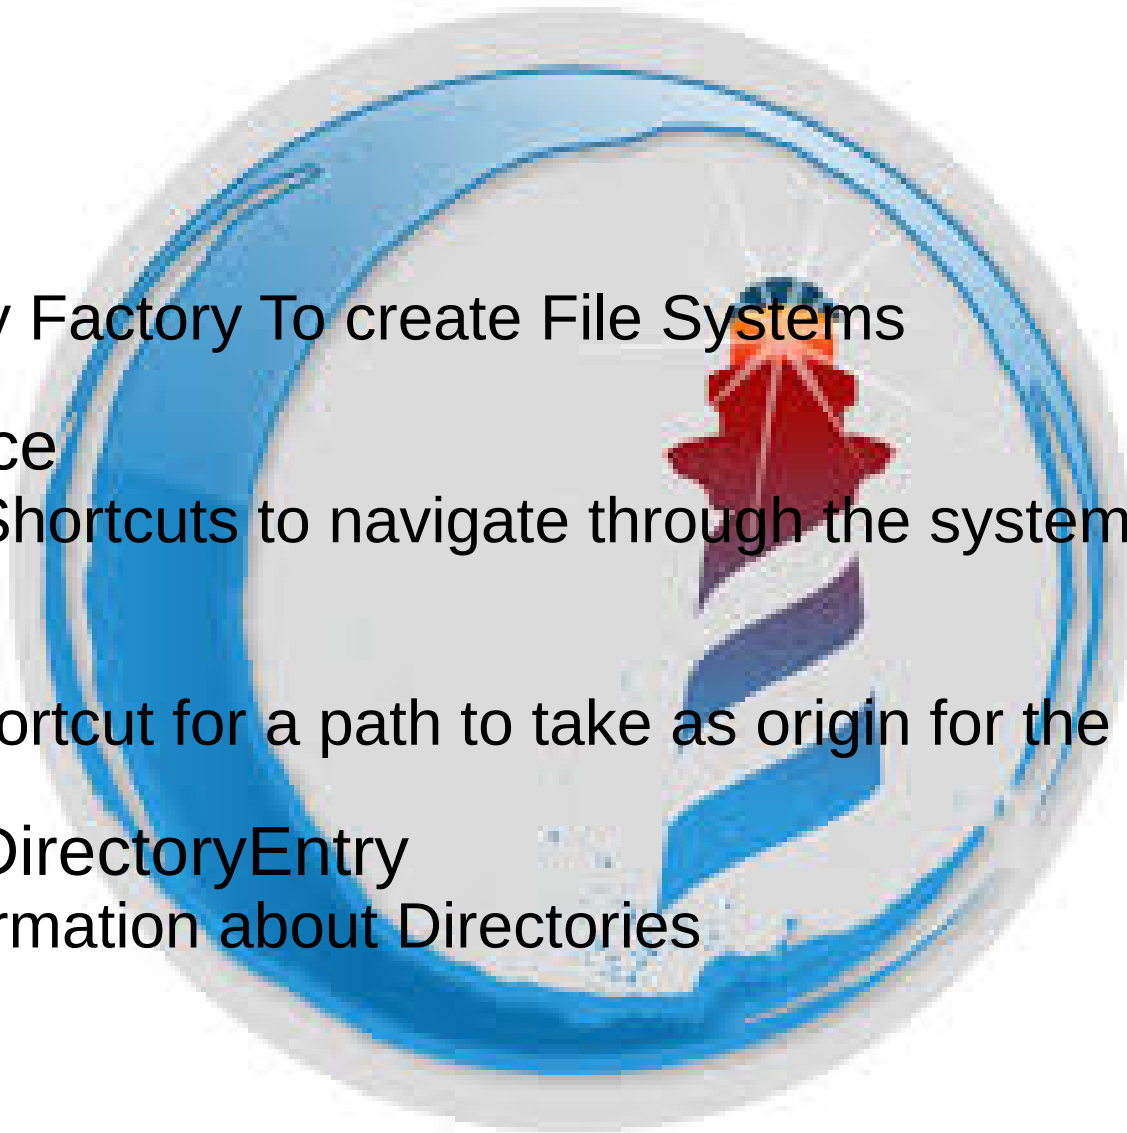 y Factory To create File Systems
ce
Shortcuts to navigate through the system
ortcut for a path to take as origin for the
DirectoryEntry
rmation about Directories